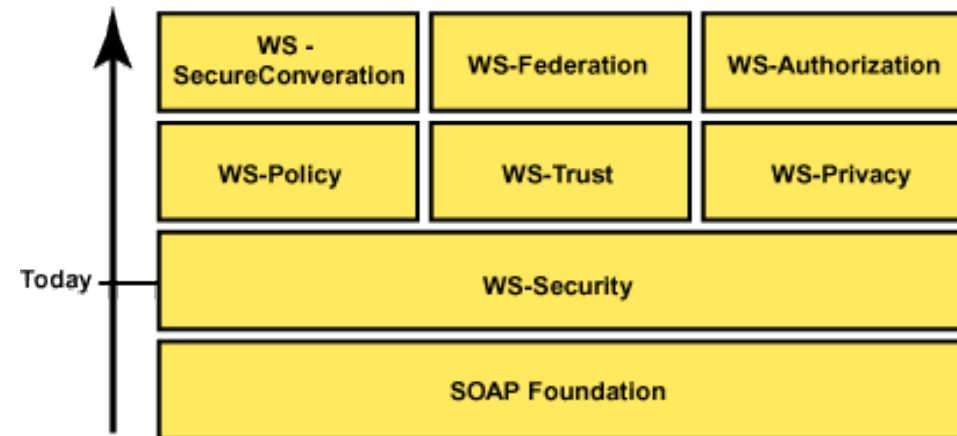 WS -
SecureConveration
WS-Federation
WS-Authorization
WS-Policy
WS-Trust
WS-Privacy
Today
WS-Security
SOAP Foundation